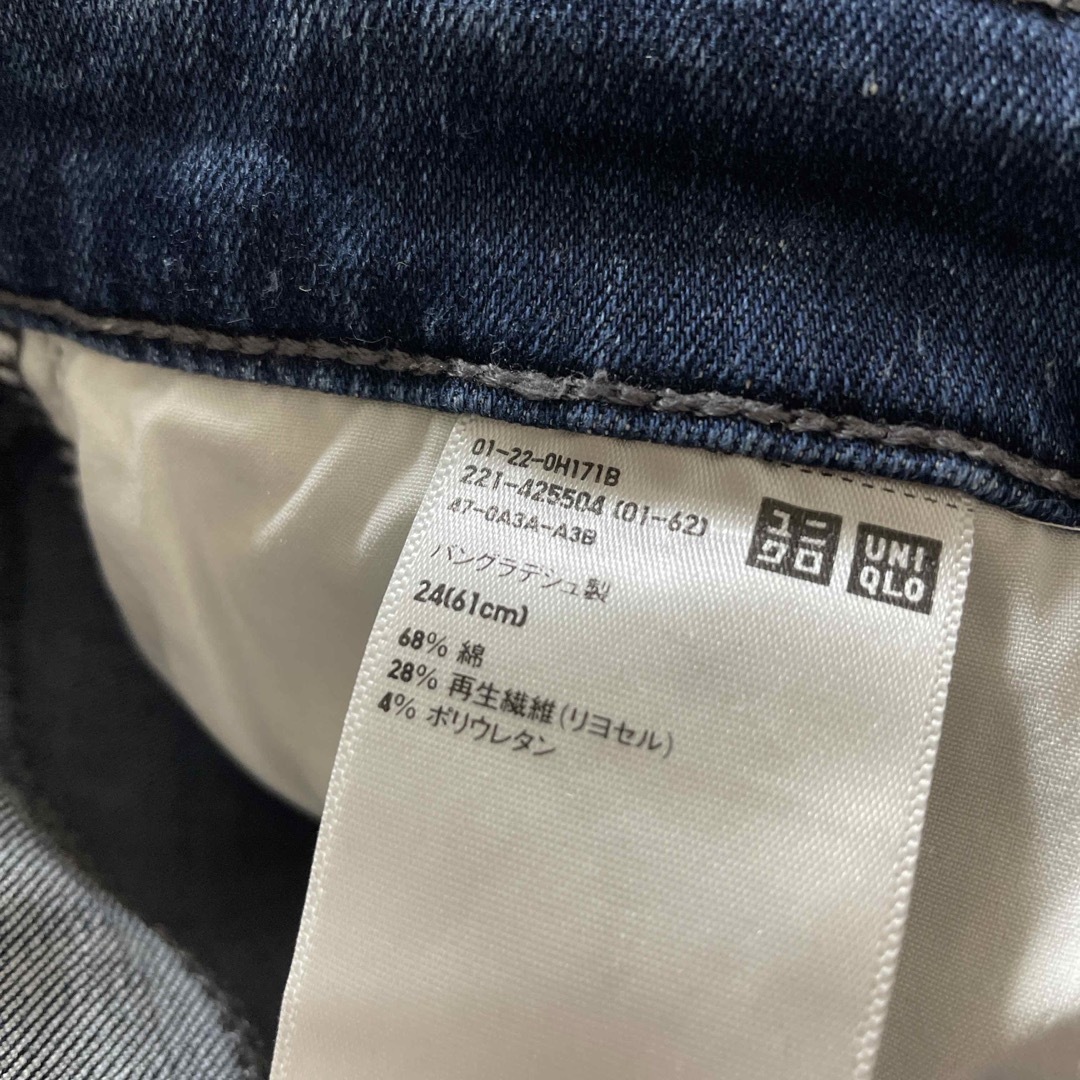 01-22-0H171B
221-425504 (01-62)
47-0A3A-A3B
バングラデシュ製
24(61cm)
68% 綿
28% 再生繊維(リヨセル)
4% ポリウレタン
ユニ
クロ
UNI
QLO